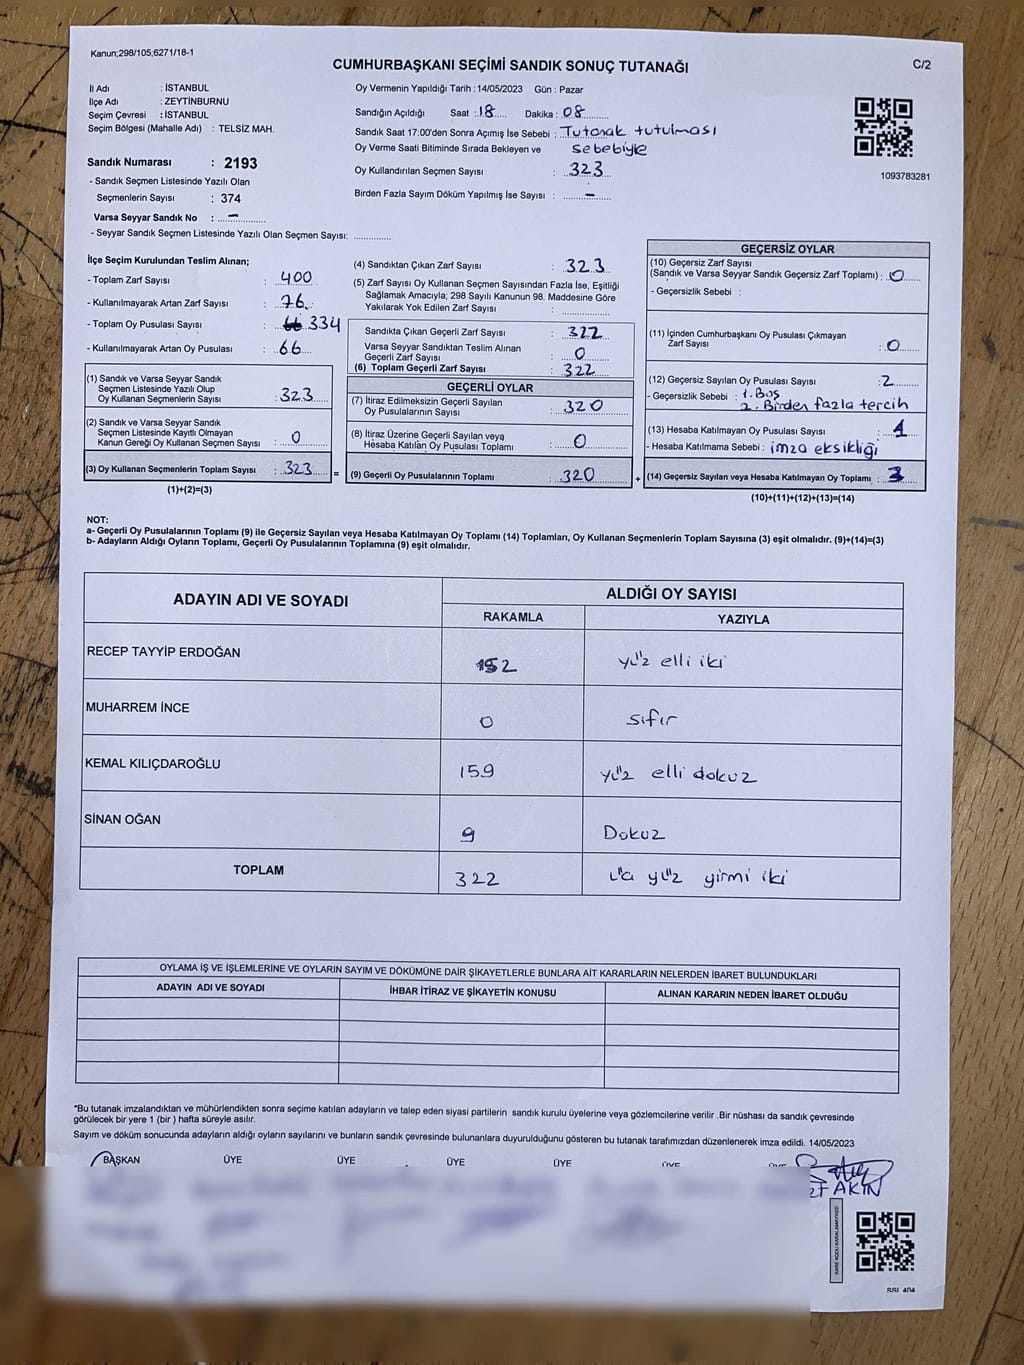 Kanun;298/105;6271/18-1
CUMHURBAŞKANI SEÇİMİ SANDIK SONUÇ TUTANAĞI
C/2
İl Adı : İSTANBUL
İlçe Adı : ZEYTİNBURNU
Seçim Çevresi : İSTANBUL
Seçim Bölgesi (Mahalle Adı) : TELSİZ MAH.
Sandık Numarası : 2193
- Sandık Seçmen Listesinde Yazılı Olan
Seçmenlerin Sayısı : 374
Varsa Seyyar Sandık No : -
- Seyyar Sandık Seçmen Listesinde Yazılı Olan Seçmen Sayısı: ..............
Oy Vermenin Yapıldığı Tarih : 14/05/2023 Gün : Pazar
Sandığın Açıldığı Saat : 18 Dakika : 08
Sandık Saat 17:00'den Sonra Açımış İse Sebebi : Tutanak tutulması
Oy Verme Saati Bitiminde Sırada Bekleyen ve sebebiyle
Oy Kullandırılan Seçmen Sayısı : 323
Birden Fazla Sayım Döküm Yapılmış İse Sayısı : -
1093783281
İlçe Seçim Kurulundan Teslim Alınan;
- Toplam Zarf Sayısı : 400
- Kullanılmayarak Artan Zarf Sayısı : 76
- Toplam Oy Pusulası Sayısı : 334
- Kullanılmayarak Artan Oy Pusulası : 66
(1) Sandık ve Varsa Seyyar Sandık
Seçmen Listesinde Yazılı Olup
Oy Kullanan Seçmenlerin Sayısı : 323
(2) Sandık ve Varsa Seyyar Sandık
Seçmen Listesinde Kayıtlı Olmayan
Kanun Gereği Oy Kullanan Seçmen Sayısı : 0
(3) Oy Kullanan Seçmenlerin Toplam Sayısı : 323 =
(1)+(2)=(3)
(4) Sandıktan Çıkan Zarf Sayısı : 323
(5) Zarf Sayısı Oy Kullanan Seçmen Sayısından Fazla İse, Eşitliği
Sağlamak Amacıyla; 298 Sayılı Kanunun 98. Maddesine Göre
Yakılarak Yok Edilen Zarf Sayısı : ..............
Sandıkta Çıkan Geçerli Zarf Sayısı : 322
Varsa Seyyar Sandıktan Teslim Alınan
Geçerli Zarf Sayısı : 0
(6) Toplam Geçerli Zarf Sayısı : 322
GEÇERLİ OYLAR
(7) İtiraz Edilmeksizin Geçerli Sayılan
Oy Pusulalarının Sayısı : 320
(8) İtiraz Üzerine Geçerli Sayılan veya
Hesaba Katılan Oy Pusulası Toplamı : 0
(9) Geçerli Oy Pusulalarının Toplamı : 320 +
GEÇERSİZ OYLAR
(10) Geçersiz Zarf Sayısı
(Sandık ve Varsa Seyyar Sandık Geçersiz Zarf Toplamı) : 0
- Geçersizlik Sebebi :
(11) İçinden Cumhurbaşkanı Oy Pusulası Çıkmayan
Zarf Sayısı : 0
(12) Geçersiz Sayılan Oy Pusulası Sayısı : 2
- Geçersizlik Sebebi : 1. Boş
2. Birden fazla tercih
(13) Hesaba Katılmayan Oy Pusulası Sayısı : 1
- Hesaba Katılmama Sebebi : imza eksikliği
(14) Geçersiz Sayılan veya Hesaba Katılmayan Oy Toplamı : 3
(10)+(11)+(12)+(13)=(14)
NOT:
a- Geçerli Oy Pusulalarının Toplamı (9) ile Geçersiz Sayılan veya Hesaba Katılmayan Oy Toplamı (14) Toplamları, Oy Kullanan Seçmenlerin Toplam Sayısına (3) eşit olmalıdır. (9)+(14)=(3)
b- Adayların Aldığı Oyların Toplamı, Geçerli Oy Pusulalarının Toplamına (9) eşit olmalıdır.
ADAYIN ADI VE SOYADI ALDIĞI OY SAYISI
RAKAMLA YAZIYLA
RECEP TAYYİP ERDOĞAN 152 yüz elli iki
MUHARREM İNCE 0 sıfır
KEMAL KILIÇDAROĞLU 159 yüz elli dokuz
SİNAN OĞAN 9 Dokuz
TOPLAM 322 üç yüz yirmi iki
OYLAMA İŞ VE İŞLEMLERİNE VE OYLARIN SAYIM VE DÖKÜMÜNE DAİR ŞİKAYETLERLE BUNLARA AİT KARARLARIN NELERDEN İBARET BULUNDUKLARI
ADAYIN ADI VE SOYADI İHBAR İTİRAZ VE ŞİKAYETİN KONUSU ALINAN KARARIN NEDEN İBARET OLDUĞU
*Bu tutanak imzalandıktan ve mühürlendikten sonra seçime katılan adayların ve talep eden siyasi partilerin sandık kurulu üyelerine veya gözlemcilerine verilir .Bir nüshası da sandık çevresinde
görülecek bir yere 1 (bir ) hafta süreyle asılır.
Sayım ve döküm sonucunda adayların aldığı oyların sayılarını ve bunların sandık çevresinde bulunanlara duyurulduğunu gösteren bu tutanak tarafımızdan düzenlenerek imza edildi. 14/05/2023
BAŞKAN ÜYE ÜYE ÜYE ÜYE ÜYE
AKIN